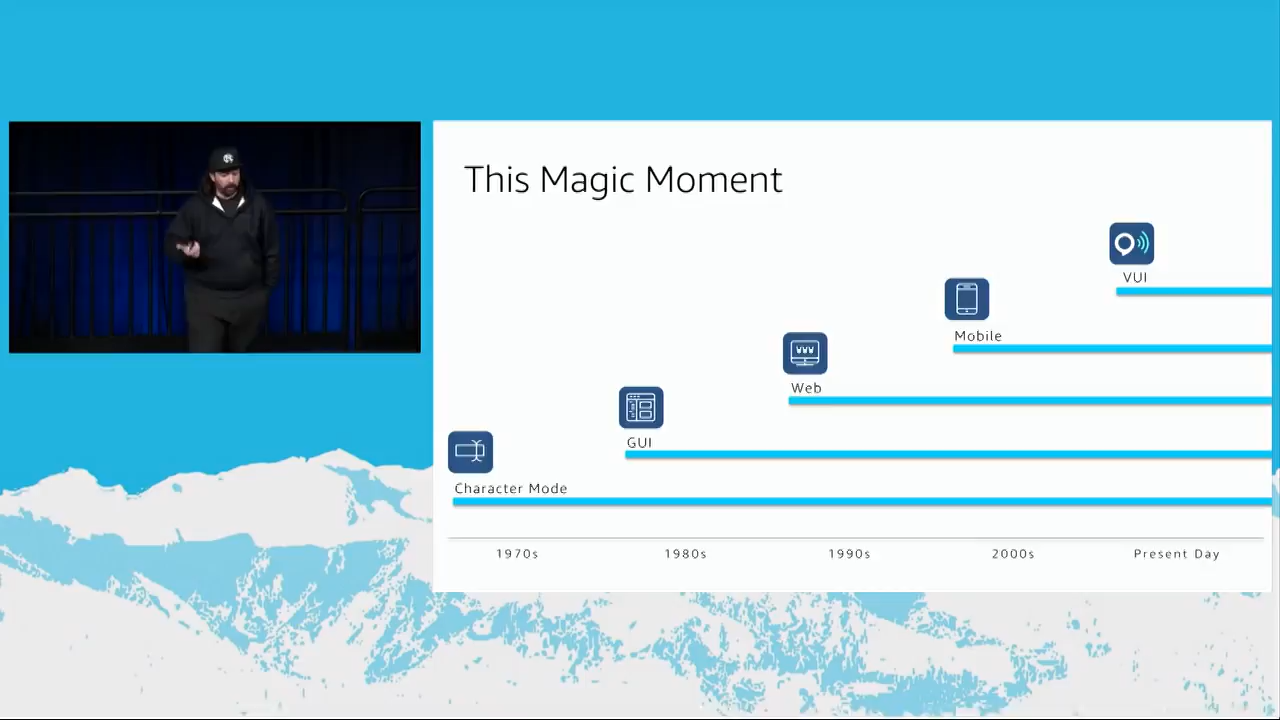 This Magic Moment
VUI
Mobile
Web
GUI
Character Mode
1970s 1980s 1990s 2000s Present Day